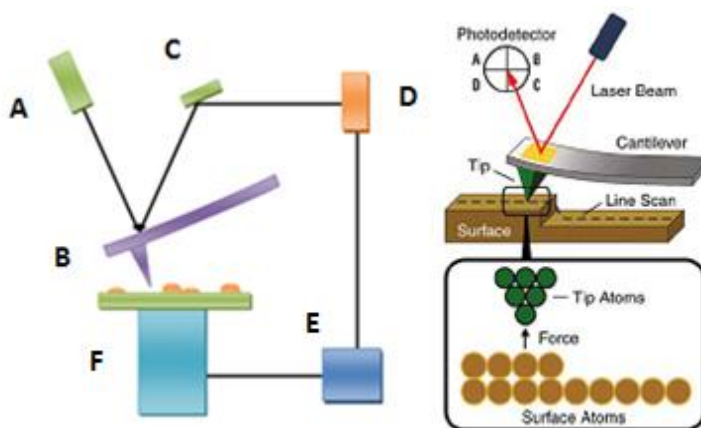 A
B
C
D
E
F
Photodetector
A B
D C
Laser Beam
Cantilever
Tip
Line Scan
Surface
Tip Atoms
Force
Surface Atoms